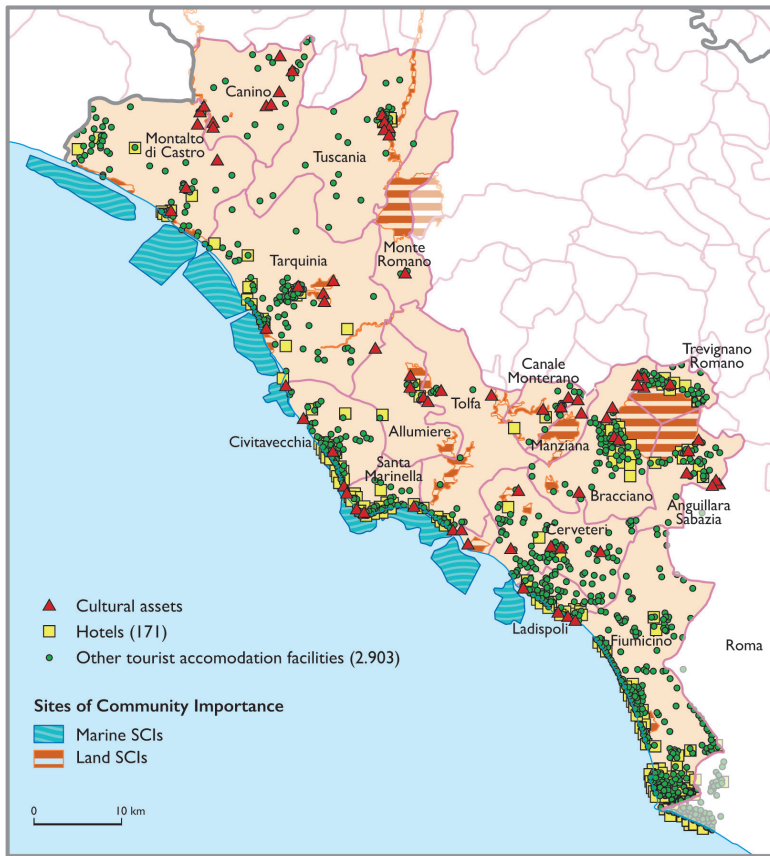 Canino
Montalto
di Castro
Tuscania
Monte
Romano
Tarquinia
Trevignano
Romano
Canale
Monterano
Tolfa
Allumiere
Civitavecchia
Manziana
Santa
Marinella
Bracciano
Anguillara
Sabazia
Cerveteri
Ladispoli
Fiumicino
Roma
Cultural assets
Hotels (171)
Other tourist accomodation facilities (2.903)
Sites of Community Importance
Marine SCIs
Land SCIs
0 10 km